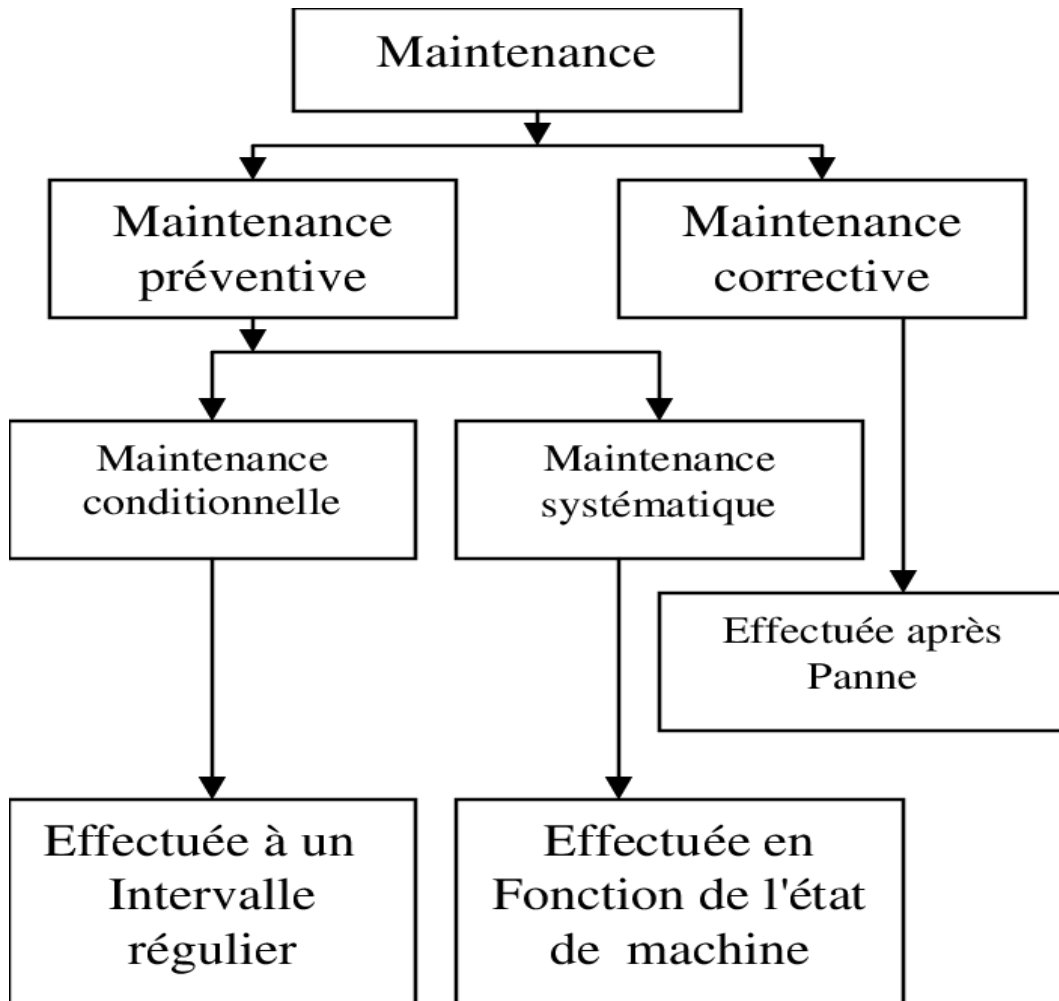 Maintenance
Maintenance
préventive
Maintenance
corrective
Maintenance
conditionnelle
Maintenance
systématique
Effectuée après
Panne
Effectuée à un
Intervalle
régulier
Effectuée en
Fonction de l'état
de machine